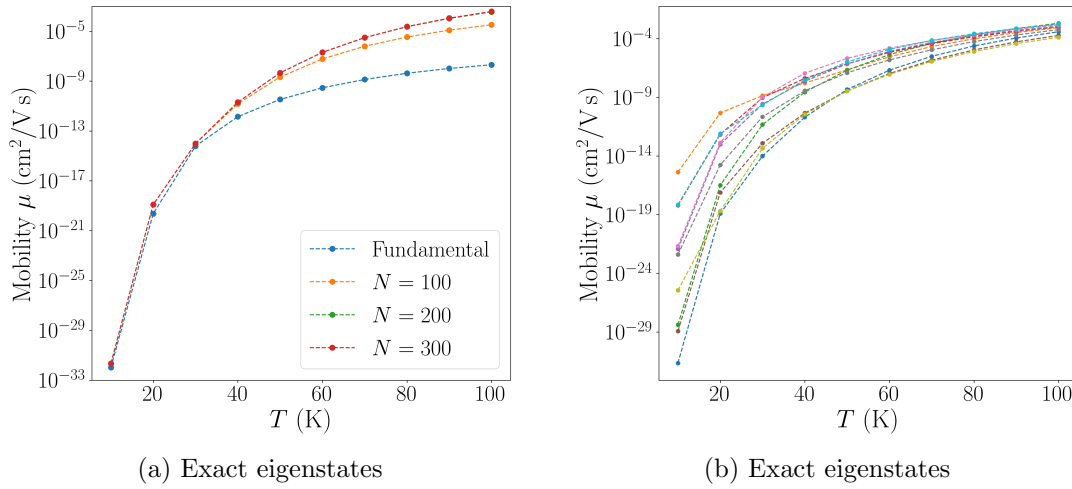 10^{-5}
10^{-9}
10^{-13}
10^{-17}
10^{-21}
10^{-25}
10^{-29}
10^{-33}
Mobility μ (cm²/V s)
20 40 60 80 100
T (K)
Fundamental
N = 100
N = 200
N = 300
(a) Exact eigenstates
10^{-4}
10^{-9}
10^{-14}
10^{-19}
10^{-24}
10^{-29}
Mobility μ (cm²/V s)
20 40 60 80 100
T (K)
(b) Exact eigenstates